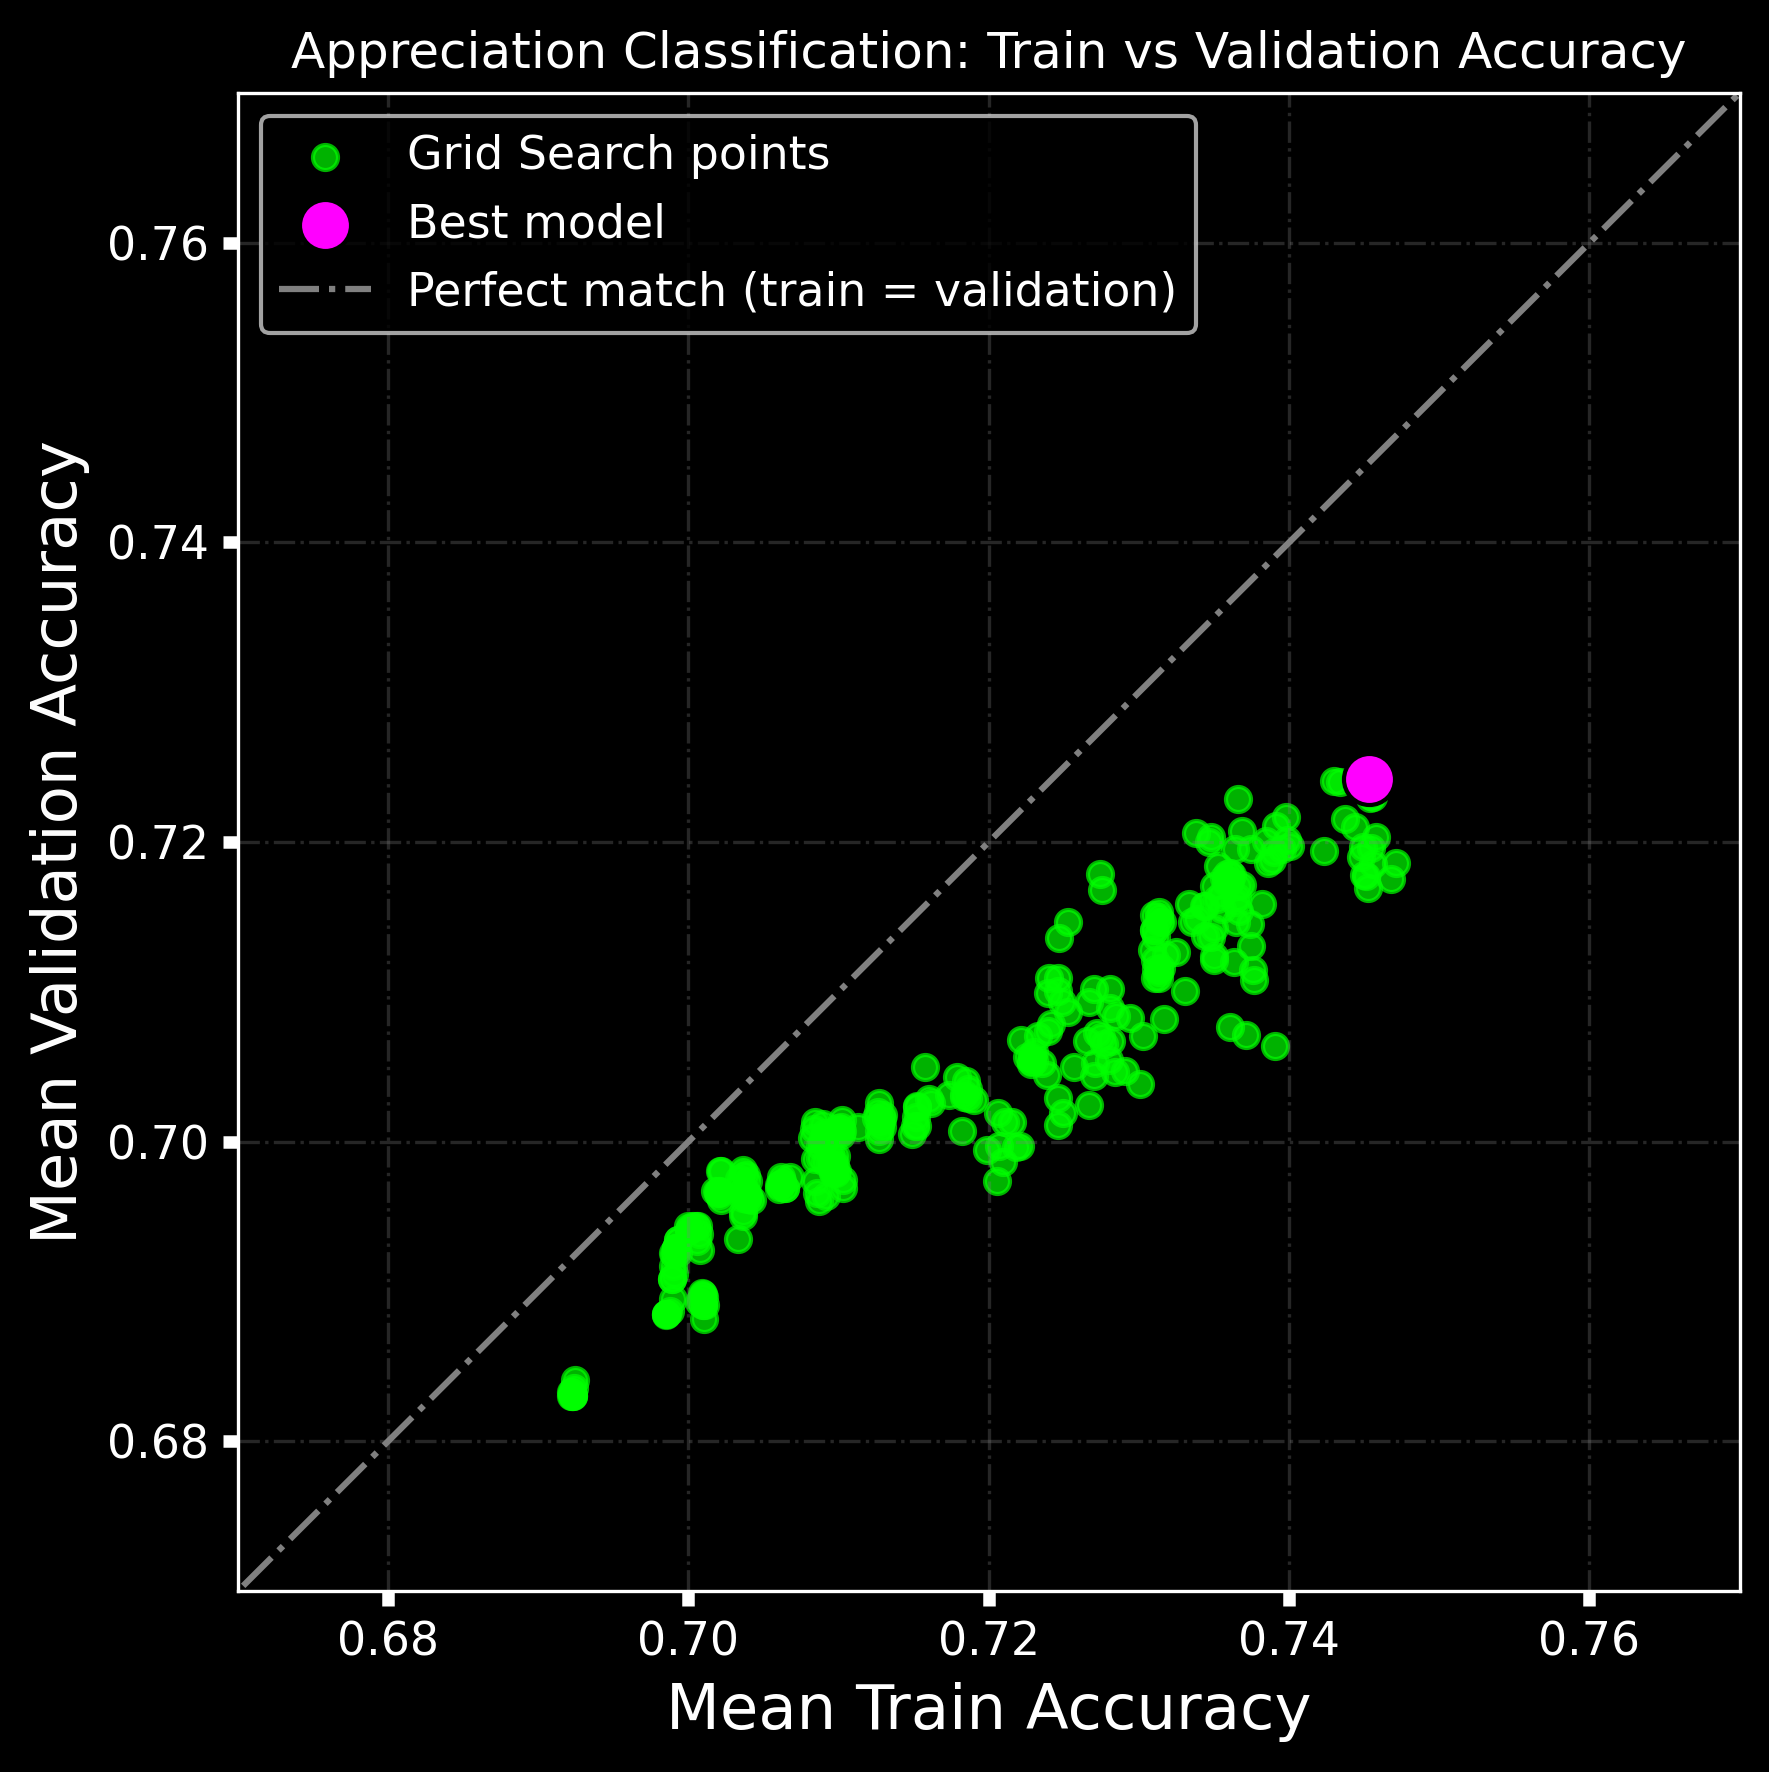 Appreciation Classification: Train vs Validation Accuracy
Grid Search points
Best model
Perfect match (train = validation)
Mean Validation Accuracy
0.76
0.74
0.72
0.70
0.68
0.68 0.70 0.72 0.74 0.76
Mean Train Accuracy